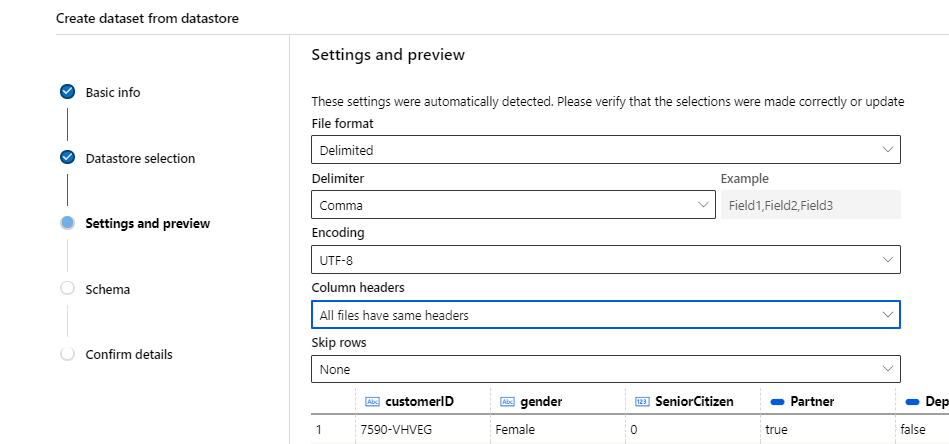 Create dataset from datastore
Basic info
Datastore selection
Settings and preview
Schema
Confirm details
Settings and preview
These settings were automatically detected. Please verify that the selections were made correctly or update
File format
Delimited
Delimiter
Example
Comma
Field1,Field2,Field3
Encoding
UTF-8
Column headers
All files have same headers
Skip rows
None
Abc customerID Abc gender 123 SeniorCitizen Partner Dep
1 7590-VHVEG Female 0 true false